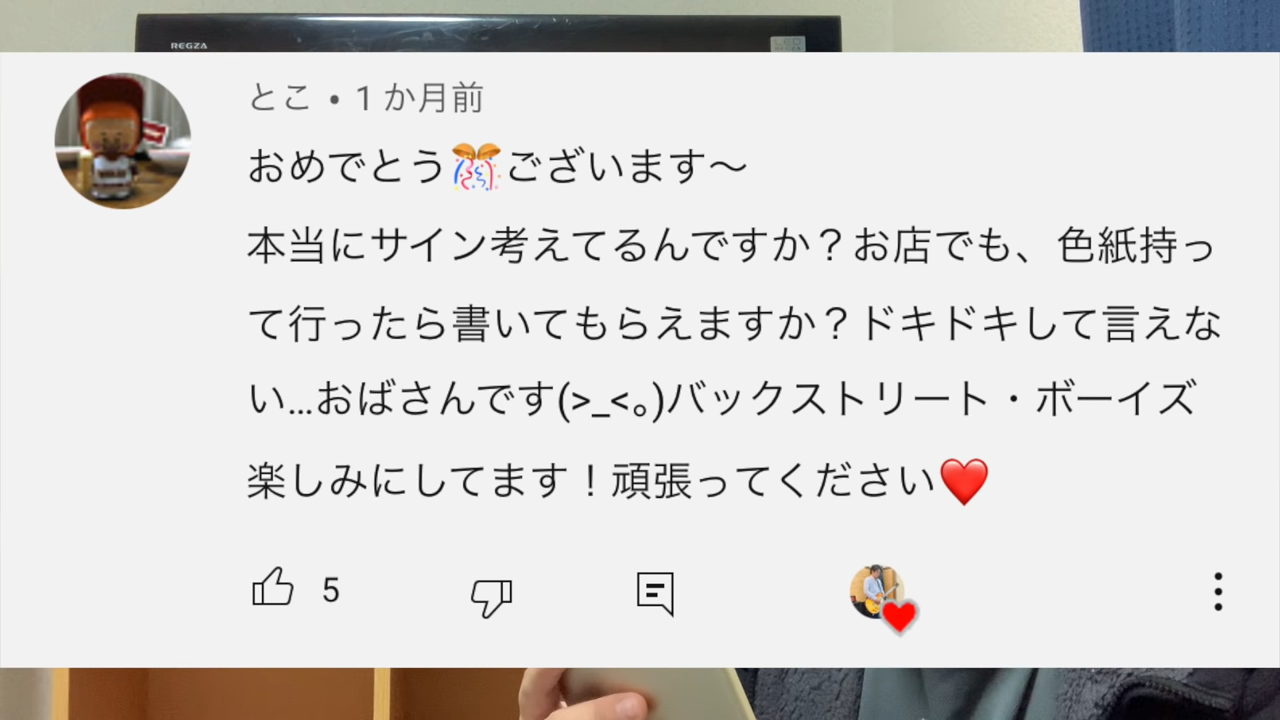 REGZA
とこ • 1 か月前
おめでとう🎊ございます〜
本当にサイン考えてるんですか？お店でも、色紙持っ
て行ったら書いてもらえますか？ドキドキして言えな
い...おばさんです(>_<。)バックストリート・ボーイズ
楽しみにしてます！頑張ってください❤️
5